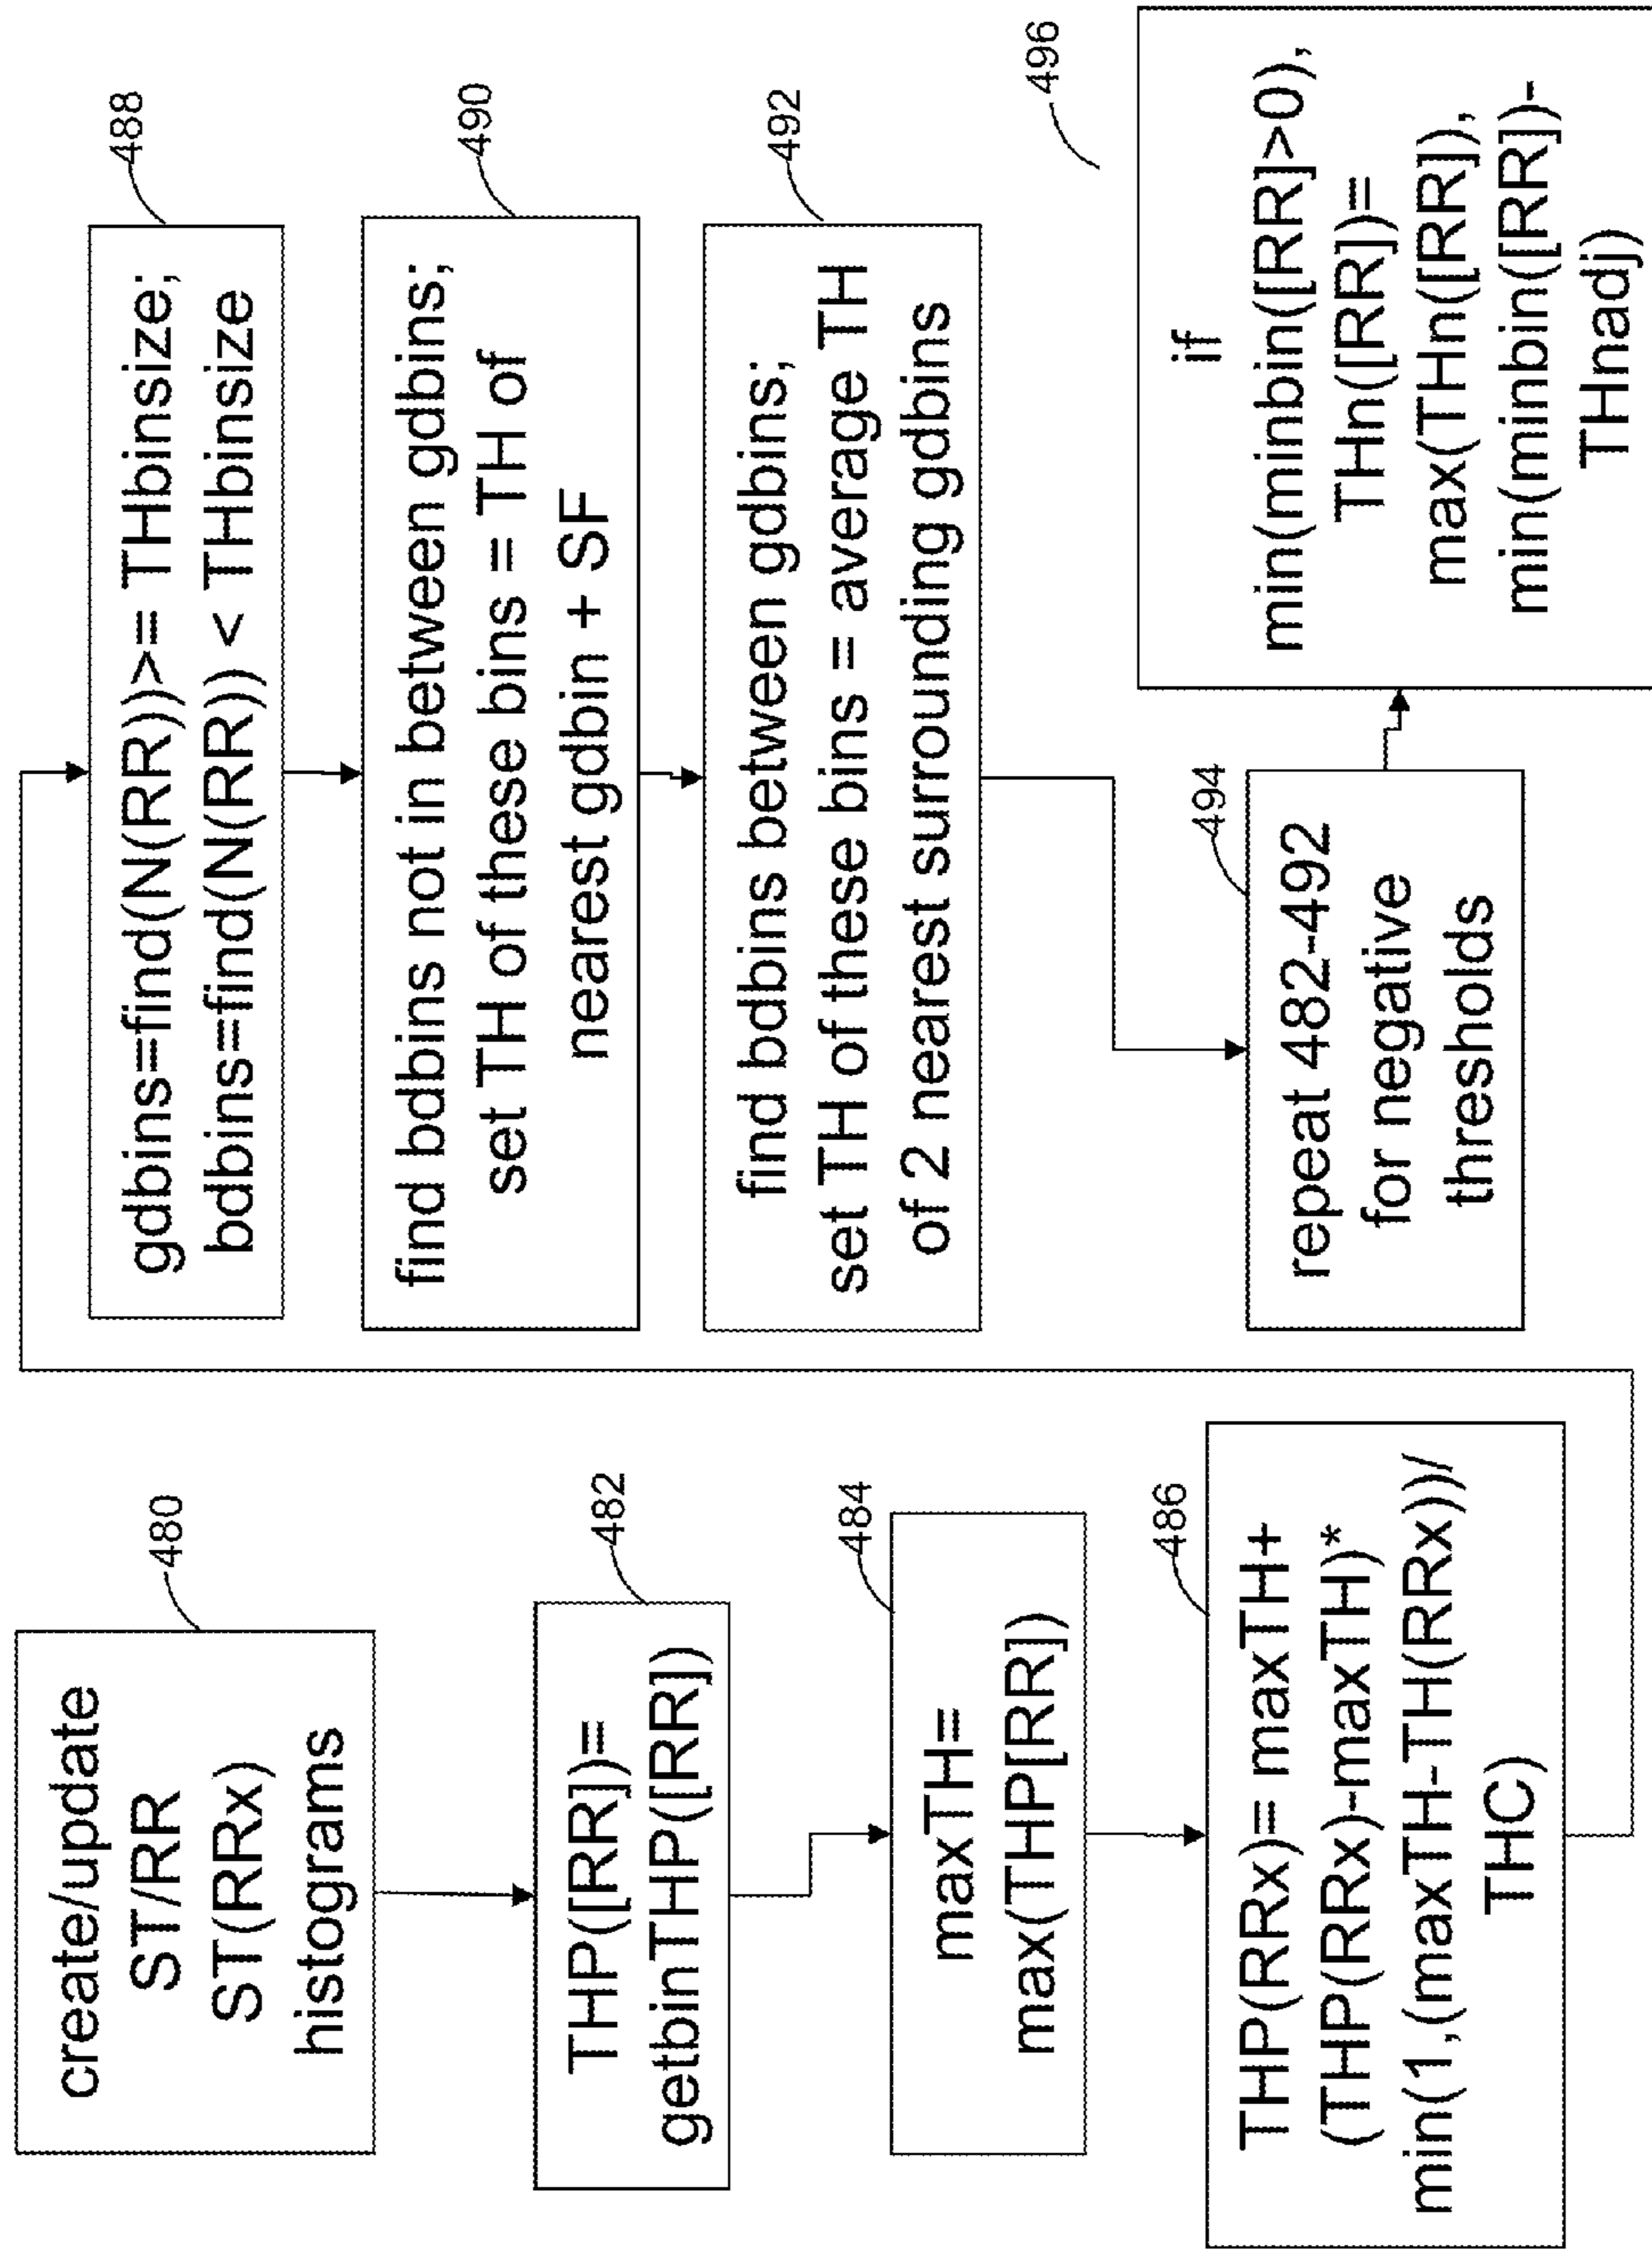 create/update
ST/RR
ST(RRx)
histograms
480
THP([RR])=
getbinTHP([RR])
482
maxTH=
max(THP[RR])
484
THP(RRx)= maxTH+
(THP(RRx)-maxTH)*
min(1,(maxTH-TH(RRx))/
THC)
486
gdbins=find(N(RR))>= THbinsize;
bdbins=find(N(RR)) < THbinsize
488
find bdbins not in between gdbins;
set TH of these bins = TH of
nearest gdbin + SF
490
find bdbins between gdbins;
set TH of these bins = average TH
of 2 nearest surrounding gdbins
492
repeat 482-492
for negative
thresholds
494
if
min(minbin([RR]>0),
THn([RR])=
max(THn([RR]),
min(minbin([RR])-
THnadj)
496